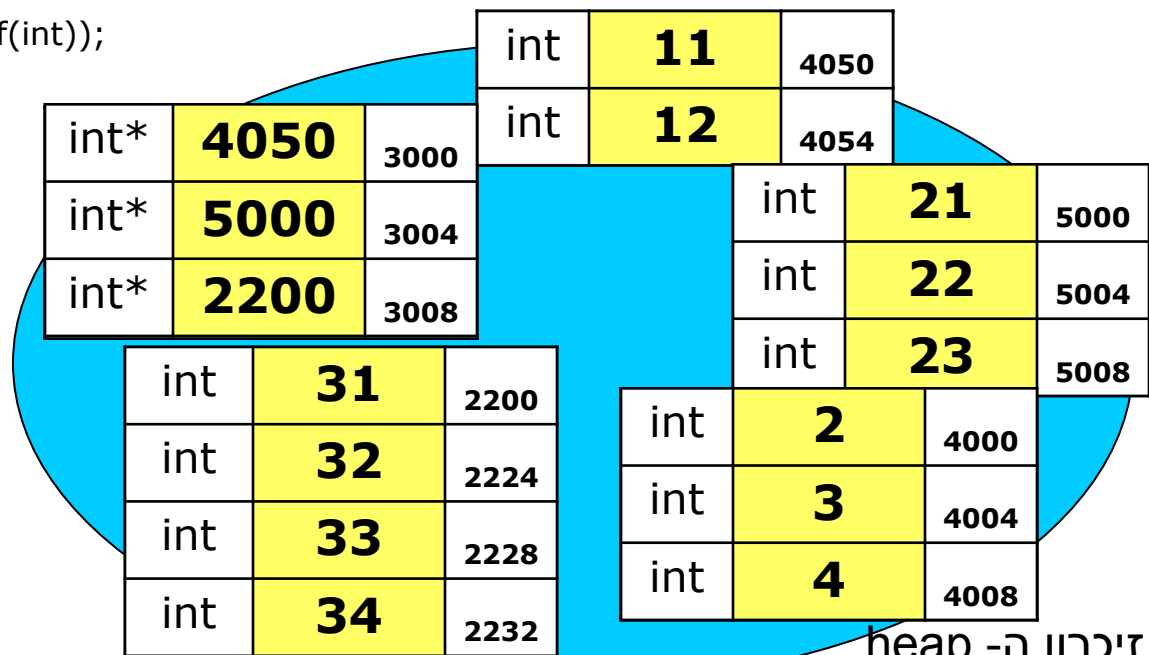 f(int));
int 11 4050
int 12 4054
int* 4050 3000
int* 5000 3004
int* 2200 3008
int 21 5000
int 22 5004
int 23 5008
int 31 2200
int 32 2224
int 33 2228
int 34 2232
int 2 4000
int 3 4004
int 4 4008
זיכרון ה- heap